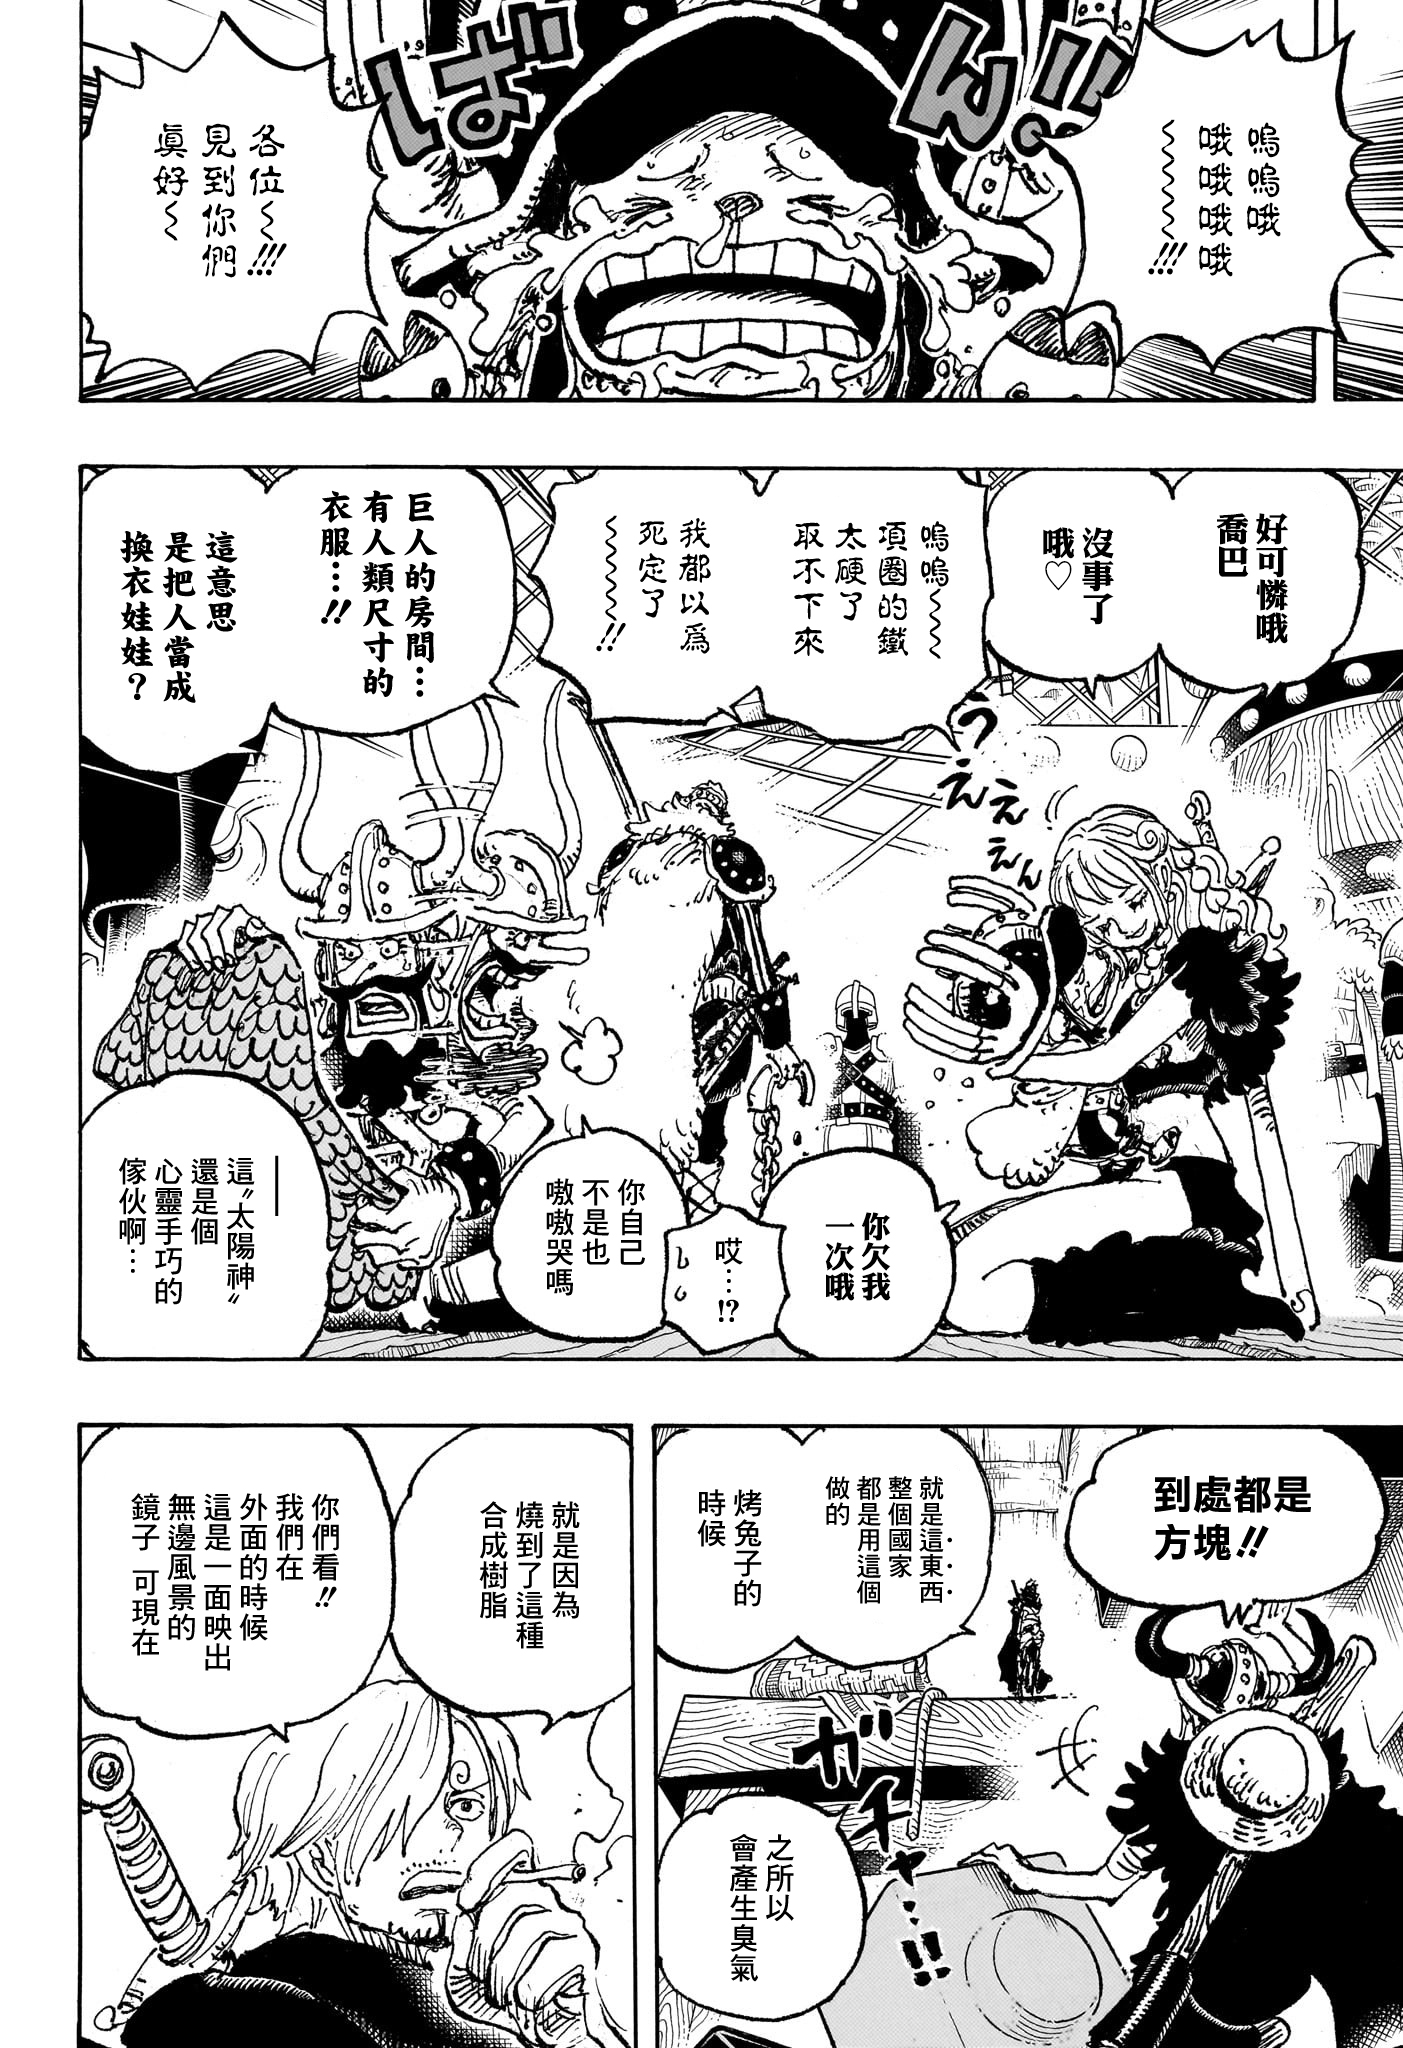 嗚嗚哦
哦哦哦哦
〜〜〜!!!
ばん!!
各位〜!!!
見到你們
真好〜
好可憐哦
喬巴
沒事了
哦♡
嗚嗚〜〜〜
項圈的鐵
太硬了
取不下來
我都以為
死定了
〜〜〜!!
巨人的房間…
有人類尺寸的
衣服…!!
這意思
是把人當成
換衣娃娃？
うえぇええん
你欠我
一次哦
哎…!?
你自己
不是也
嗷嗷哭嗎
——
這〝太陽神〟
還是個
心靈手巧的
傢伙啊…
到處都是
方塊!!
就是這東西
整個國家
都是用這個
做的
烤兔子的
時候
ガチャ…!!
之所以
會產生臭氣
就是因為
燒到了這種
合成樹脂
你們看!!
我們在
外面的時候
這是一面映出
無邊風景的
鏡子 可現在